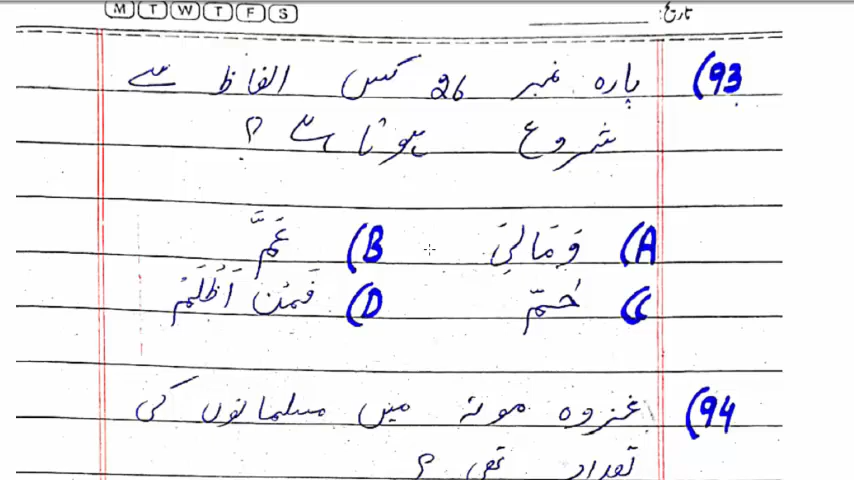 M T W T F S
تاریخ: ____________
93) پارہ نمبر 26 کس الفاظ سے
شروع ہوتا ہے ؟
A) وَمَالِیَ B) عَمَّ
C) حٰمٓ D) فَمَنْ اَظْلَمُ
94) غزوہ موتہ میں مسلمانوں کی
تعداد تھی ؟